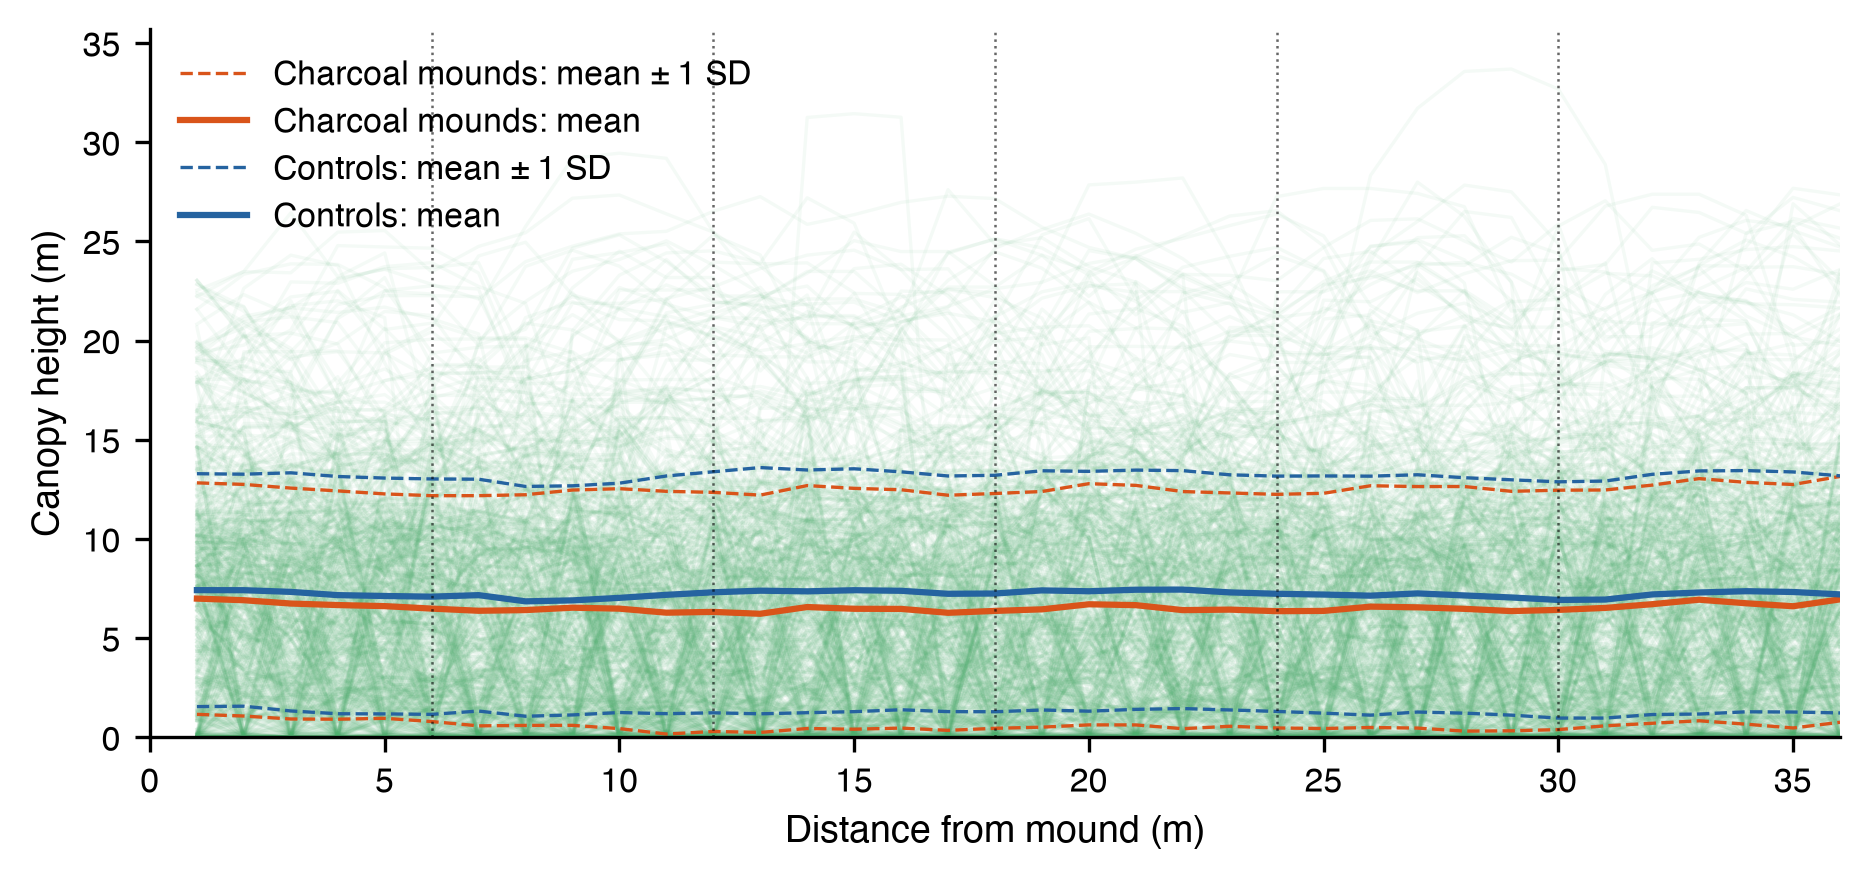 35
30
25
20
15
10
5
0
Canopy height (m)
Charcoal mounds: mean ± 1 SD
Charcoal mounds: mean
Controls: mean ± 1 SD
Controls: mean
0 5 10 15 20 25 30 35
Distance from mound (m)